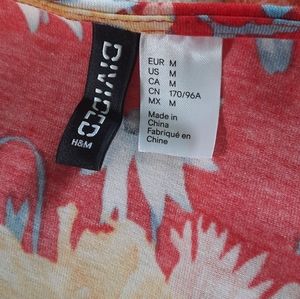 DIVIDED
H&M
EUR M
US M
CA M
CN 170/96A
MX M
Made in
China
Fabriqué en
Chine